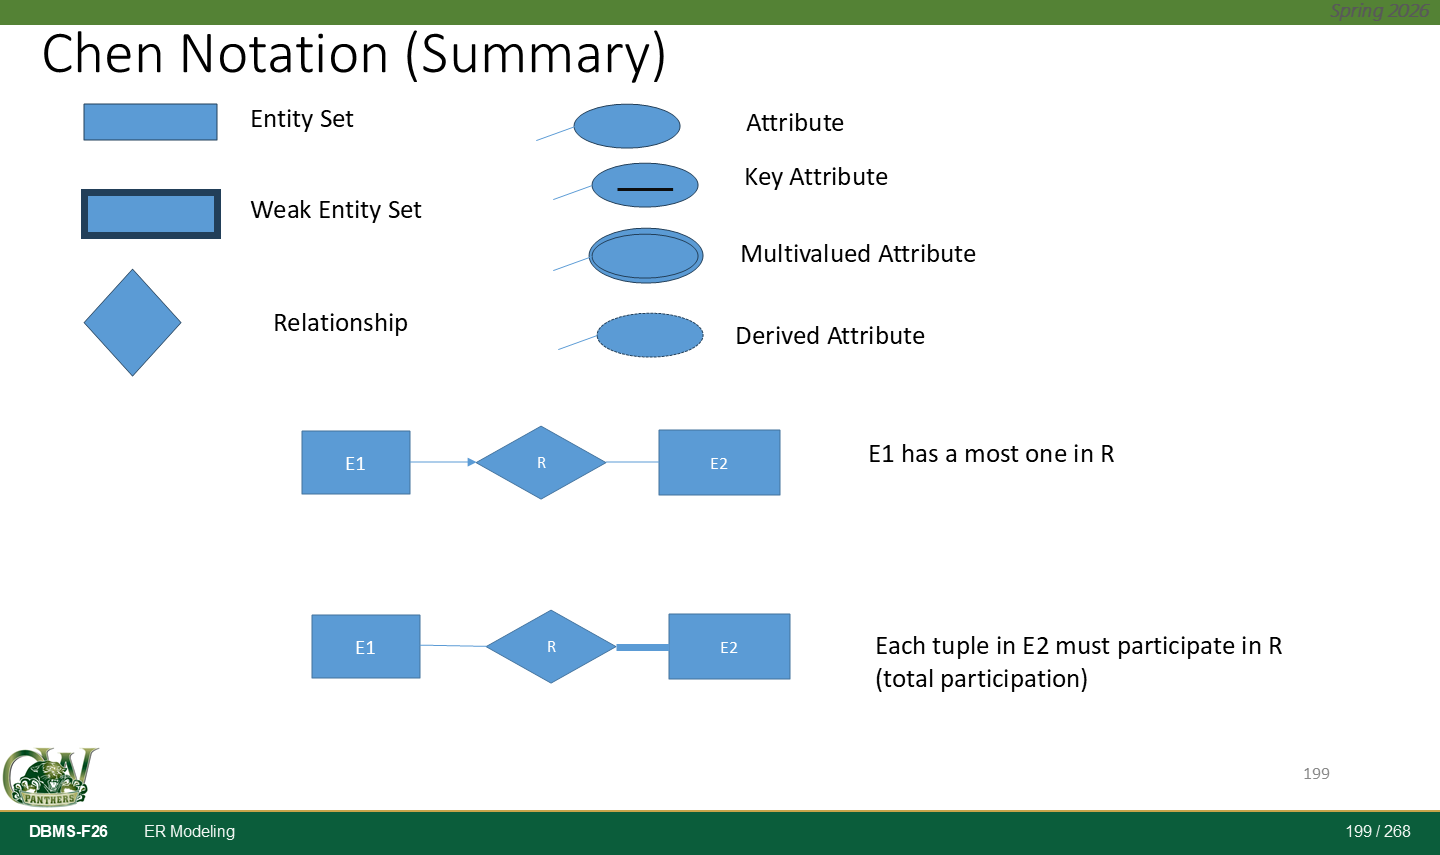 Spring 2026
Chen Notation (Summary)
Entity Set
Attribute
Key Attribute
Weak Entity Set
Multivalued Attribute
Relationship
Derived Attribute
E1
R
E2
E1 has a most one in R
E1
R
E2
Each tuple in E2 must participate in R
(total participation)
OW
PANTHERS
199
DBMS-F26
ER Modeling
199 / 268